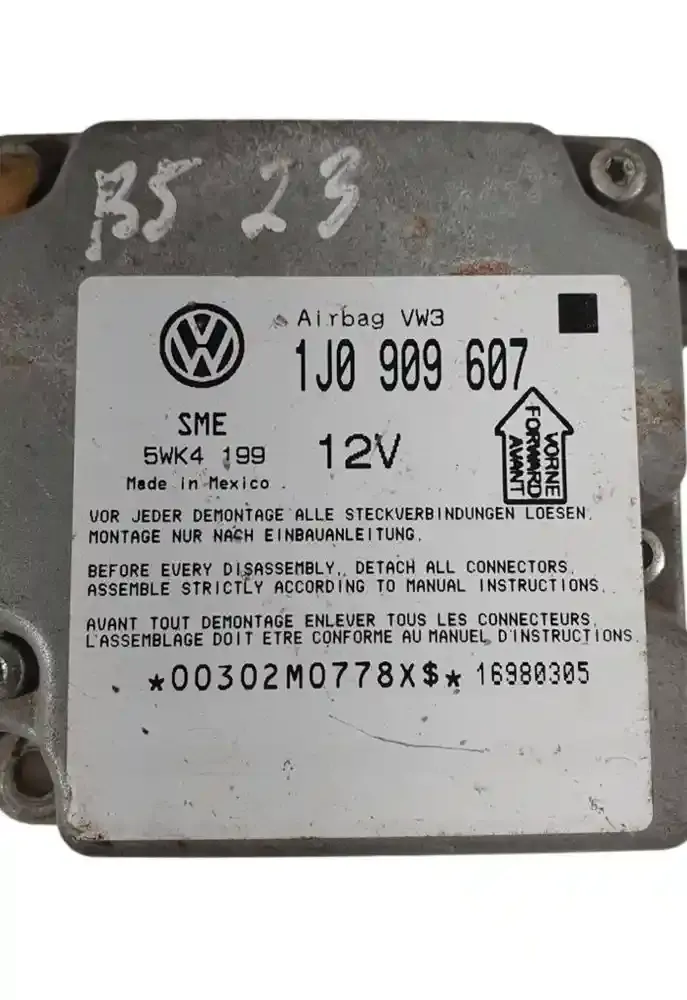 B5 23
Airbag VW3
1J0 909 607
SME
5WK4 199
12V
Made in Mexico
VORNE
FORWARD
AVANT
VOR JEDER DEMONTAGE ALLE STECKVERBINDUNGEN LOESEN.
MONTAGE NUR NACH EINBAUANLEITUNG.
BEFORE EVERY DISASSEMBLY, DETACH ALL CONNECTORS.
ASSEMBLE STRICTLY ACCORDING TO MANUAL INSTRUCTIONS.
AVANT TOUT DEMONTAGE ENLEVER TOUS LES CONNECTEURS.
L'ASSEMBLAGE DOIT ETRE CONFORME AU MANUEL D'INSTRUCTIONS.
*00302M0778X$* 16980305